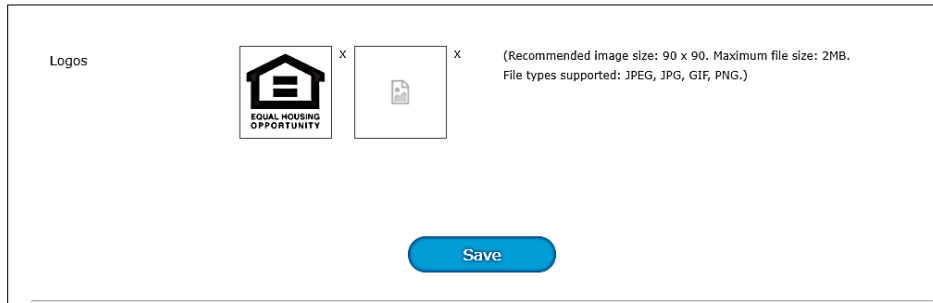 Logos
EQUAL HOUSING
OPPORTUNITY
X
X
(Recommended image size: 90 x 90. Maximum file size: 2MB.
File types supported: JPEG, JPG, GIF, PNG.)
Save